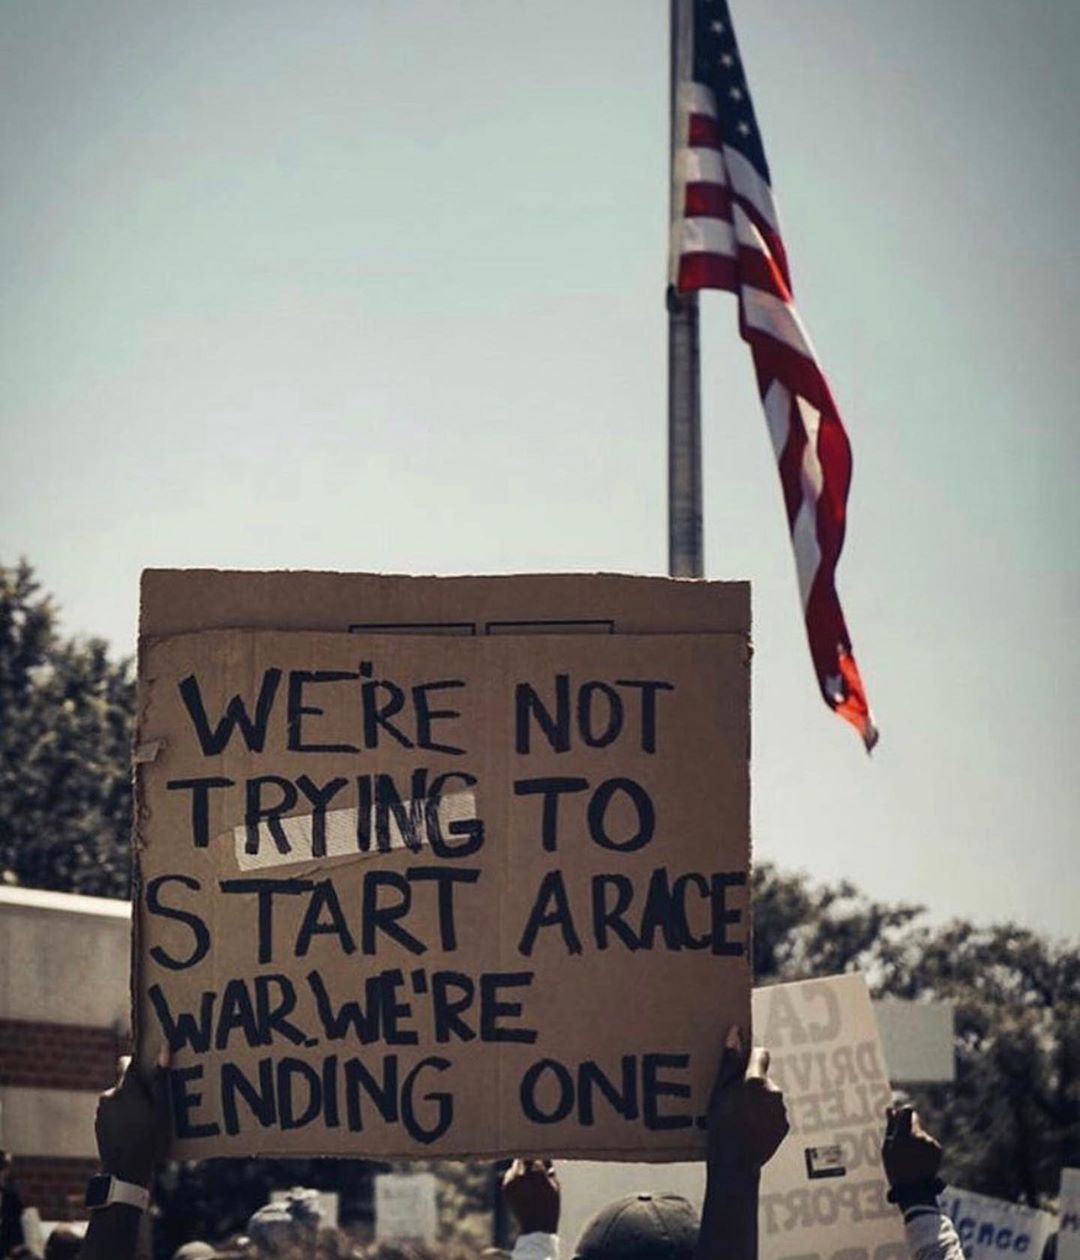 WE'RE NOT
TRYING TO
START A RACE
WAR. WE'RE
ENDING ONE.